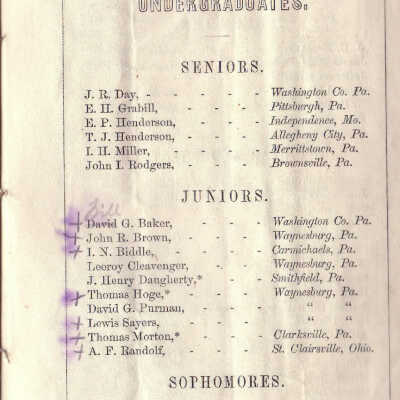 UNDERGRADUATES.
SENIORS.
J. R. Day, - - - - - Washington Co. Pa.
E. H. Grabill, - - - - Pittsburgh, Pa.
E. P. Henderson, - - - Independence, Mo.
T. J. Henderson, - - - Allegheny City, Pa.
I. H. Miller, - - - - Merrittstown, Pa.
John I. Rodgers, - - - - Brownsville, Pa.
JUNIORS.
David G. Baker, - - - Washington Co. Pa.
John R. Brown, - - - - Waynesburg, Pa.
I. N. Biddle, - - - - Carmichaels, Pa.
Leeroy Cleavenger, - - - Waynesburg, Pa.
J. Henry Daugherty,* - - - Smithfield, Pa.
Thomas Hoge,* - - - - Waynesburg, Pa.
David G. Purman, - - - " "
Lewis Sayers, - - - - " "
Thomas Morton,* - - - Clarksville, Pa.
A. F. Randolf, - - - - St. Clairsville, Ohio.
SOPHOMORES.